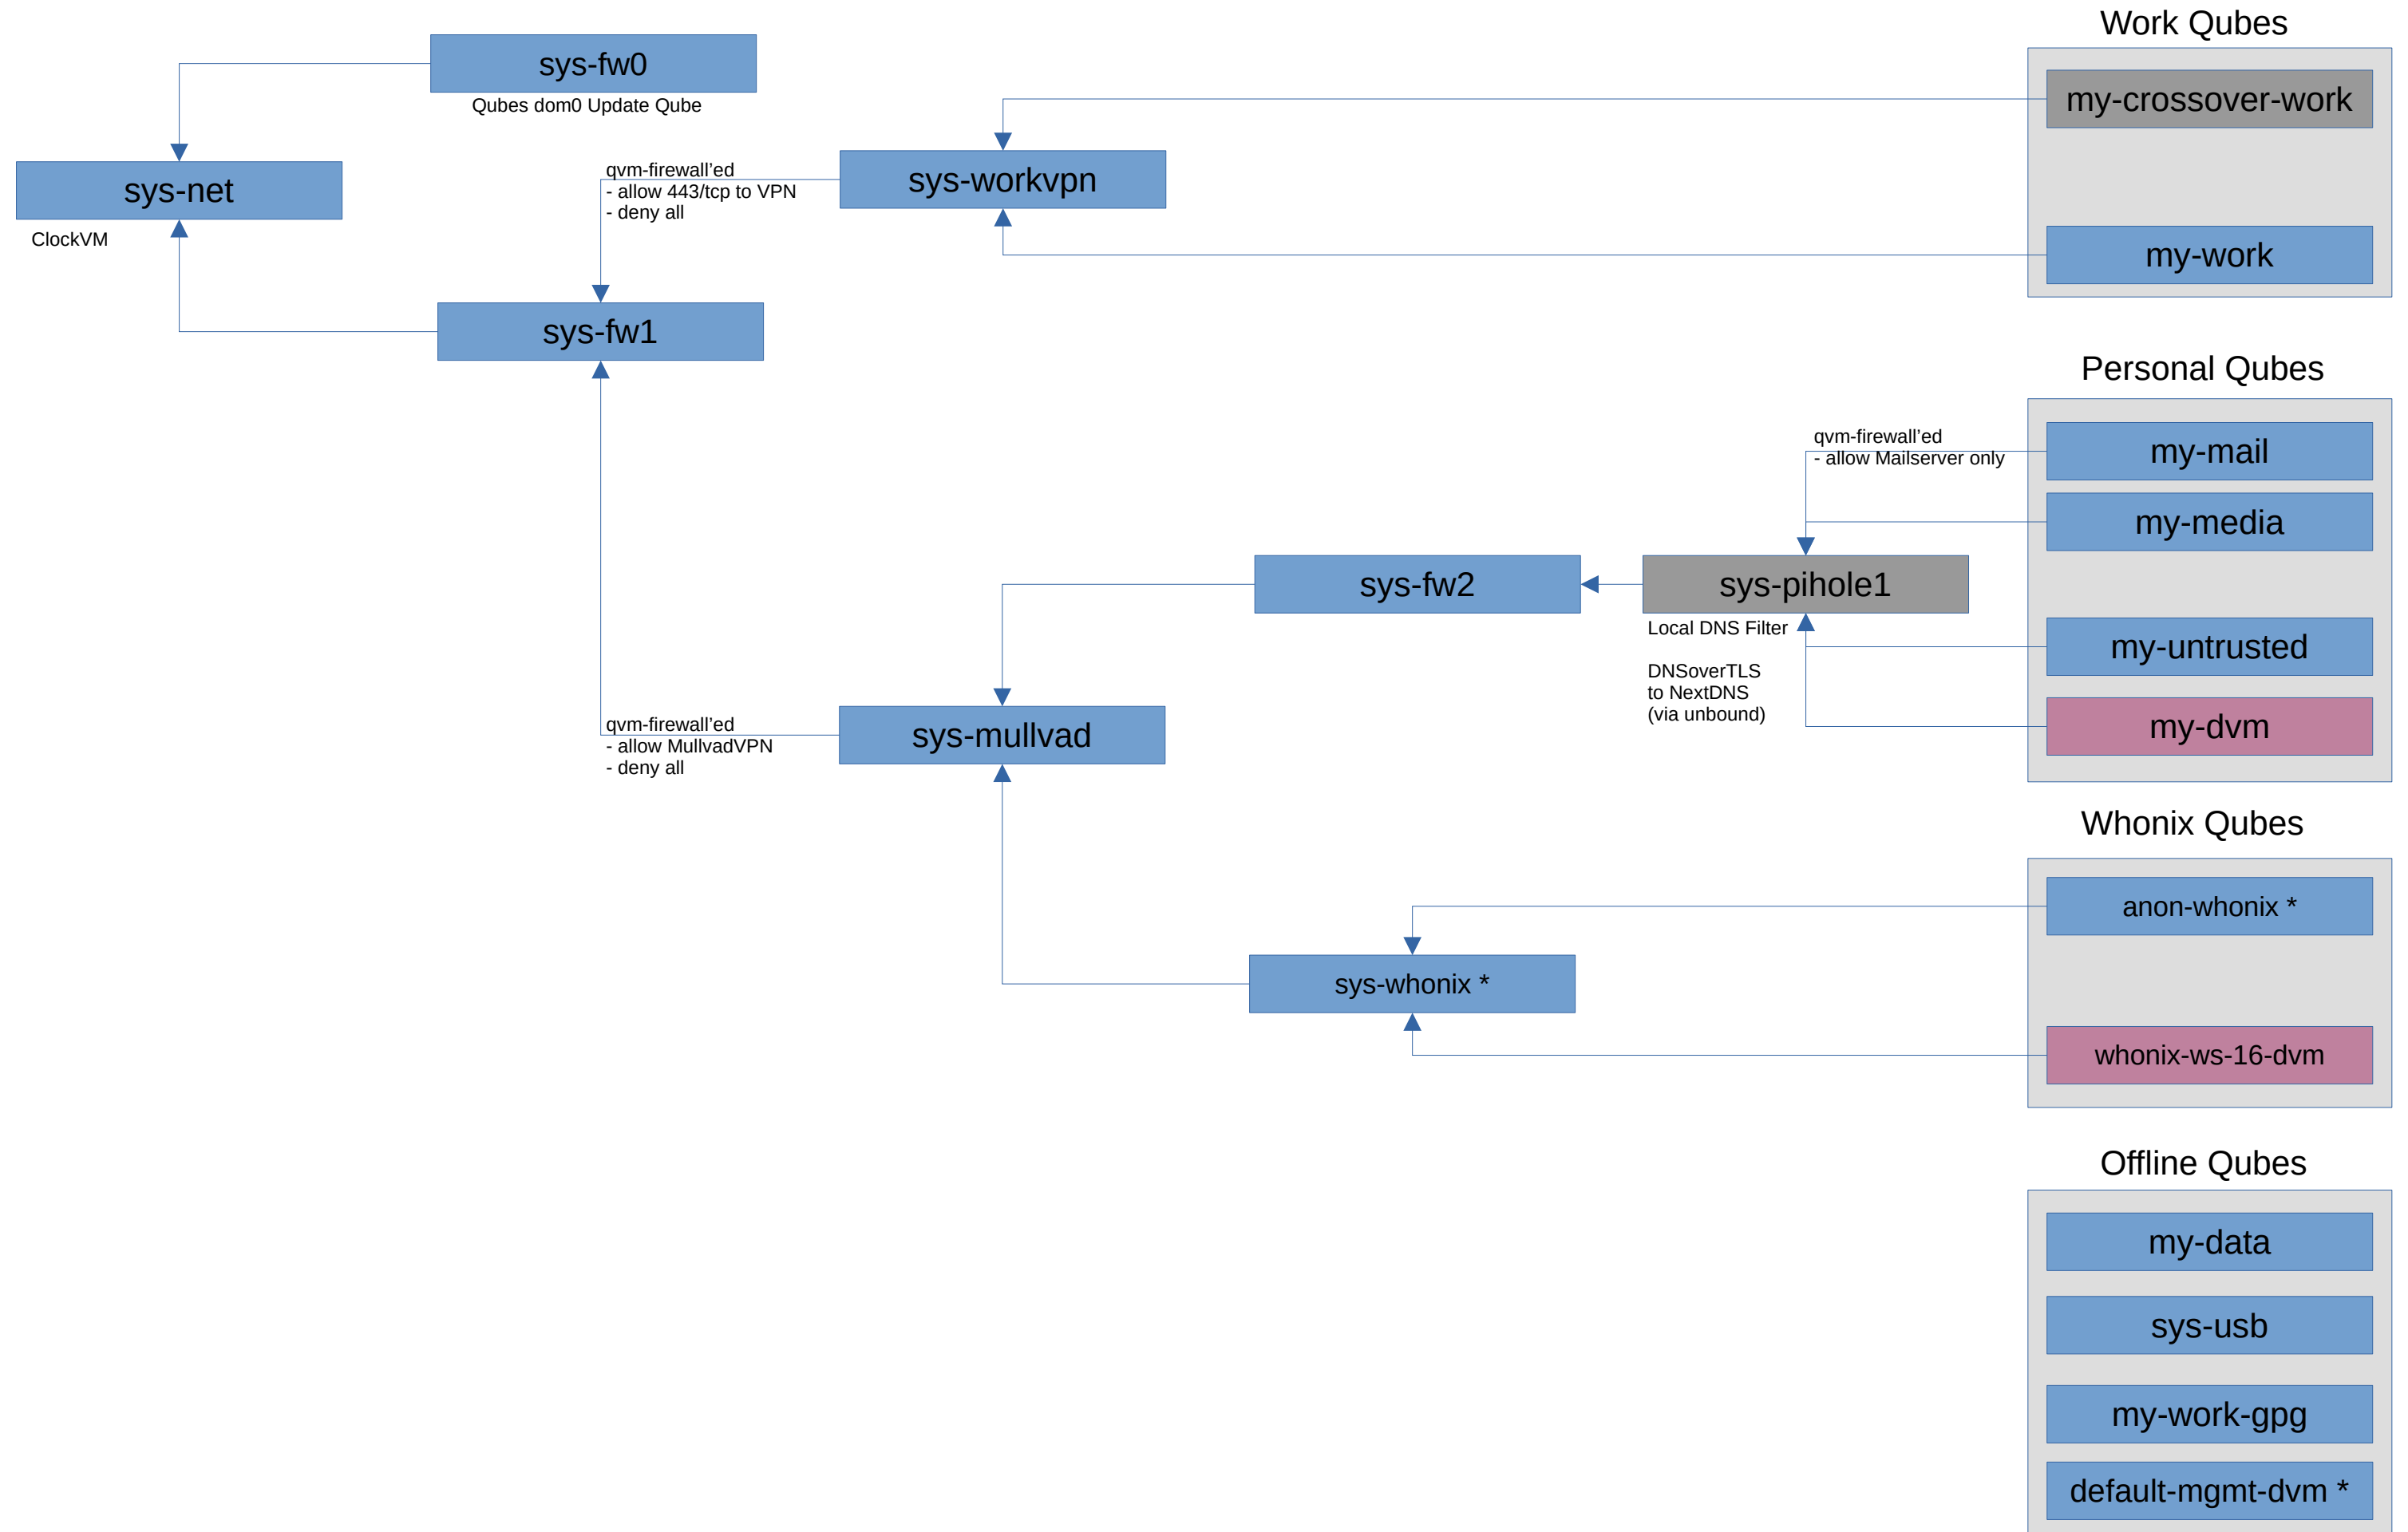 Work Qubes
sys-fw0
my-crossover-work
Qubes dom0 Update Qube
qvm-firewall’ed
- allow 443/tcp to VPN
- deny all
sys-workvpn
sys-net
ClockVM
my-work
sys-fw1
Personal Qubes
qvm-firewall’ed
- allow Mailserver only
my-mail
my-media
sys-fw2
sys-pihole1
Local DNS Filter
DNSoverTLS
to NextDNS
(via unbound)
my-untrusted
my-dvm
qvm-firewall’ed
- allow MullvadVPN
- deny all
sys-mullvad
Whonix Qubes
anon-whonix *
sys-whonix *
whonix-ws-16-dvm
Offline Qubes
my-data
sys-usb
my-work-gpg
default-mgmt-dvm *